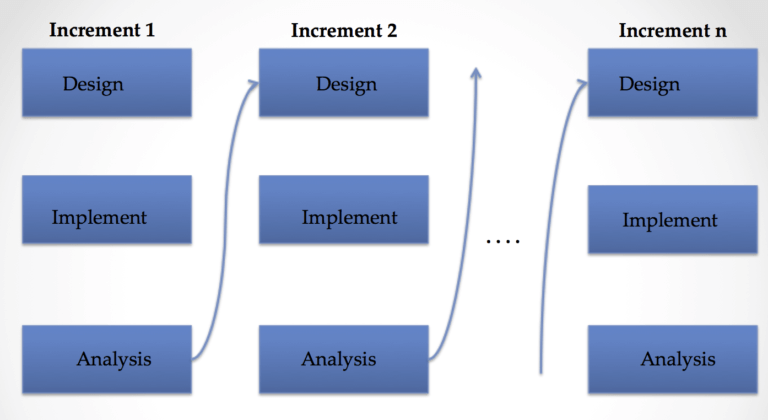 Increment 1
Increment 2
Increment n
Design
Design
Design
Implement
Implement
Implement
....
Analysis
Analysis
Analysis